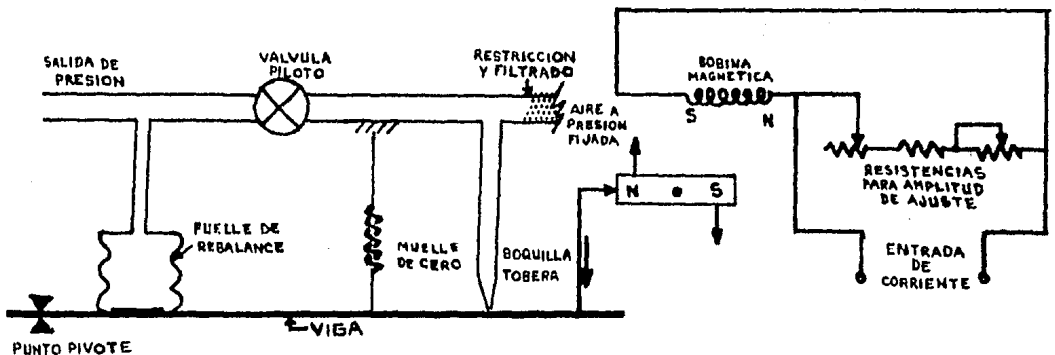 SALIDA DE
PRESION
VALVULA
PILOTO
RESTRICCION
Y FILTRADO
AIRE A
PRESION
FIJADA
BOBINA
MAGNETICA
S
N
RESISTENCIAS
PARA AMPLITUD
DE AJUSTE
N S
ENTRADA
DE
CORRIENTE
FUELLE DE
REBALANCE
MUELLE
DE CERO
BOQUILLA
TOBERA
VIGA
PUNTO PIVOTE